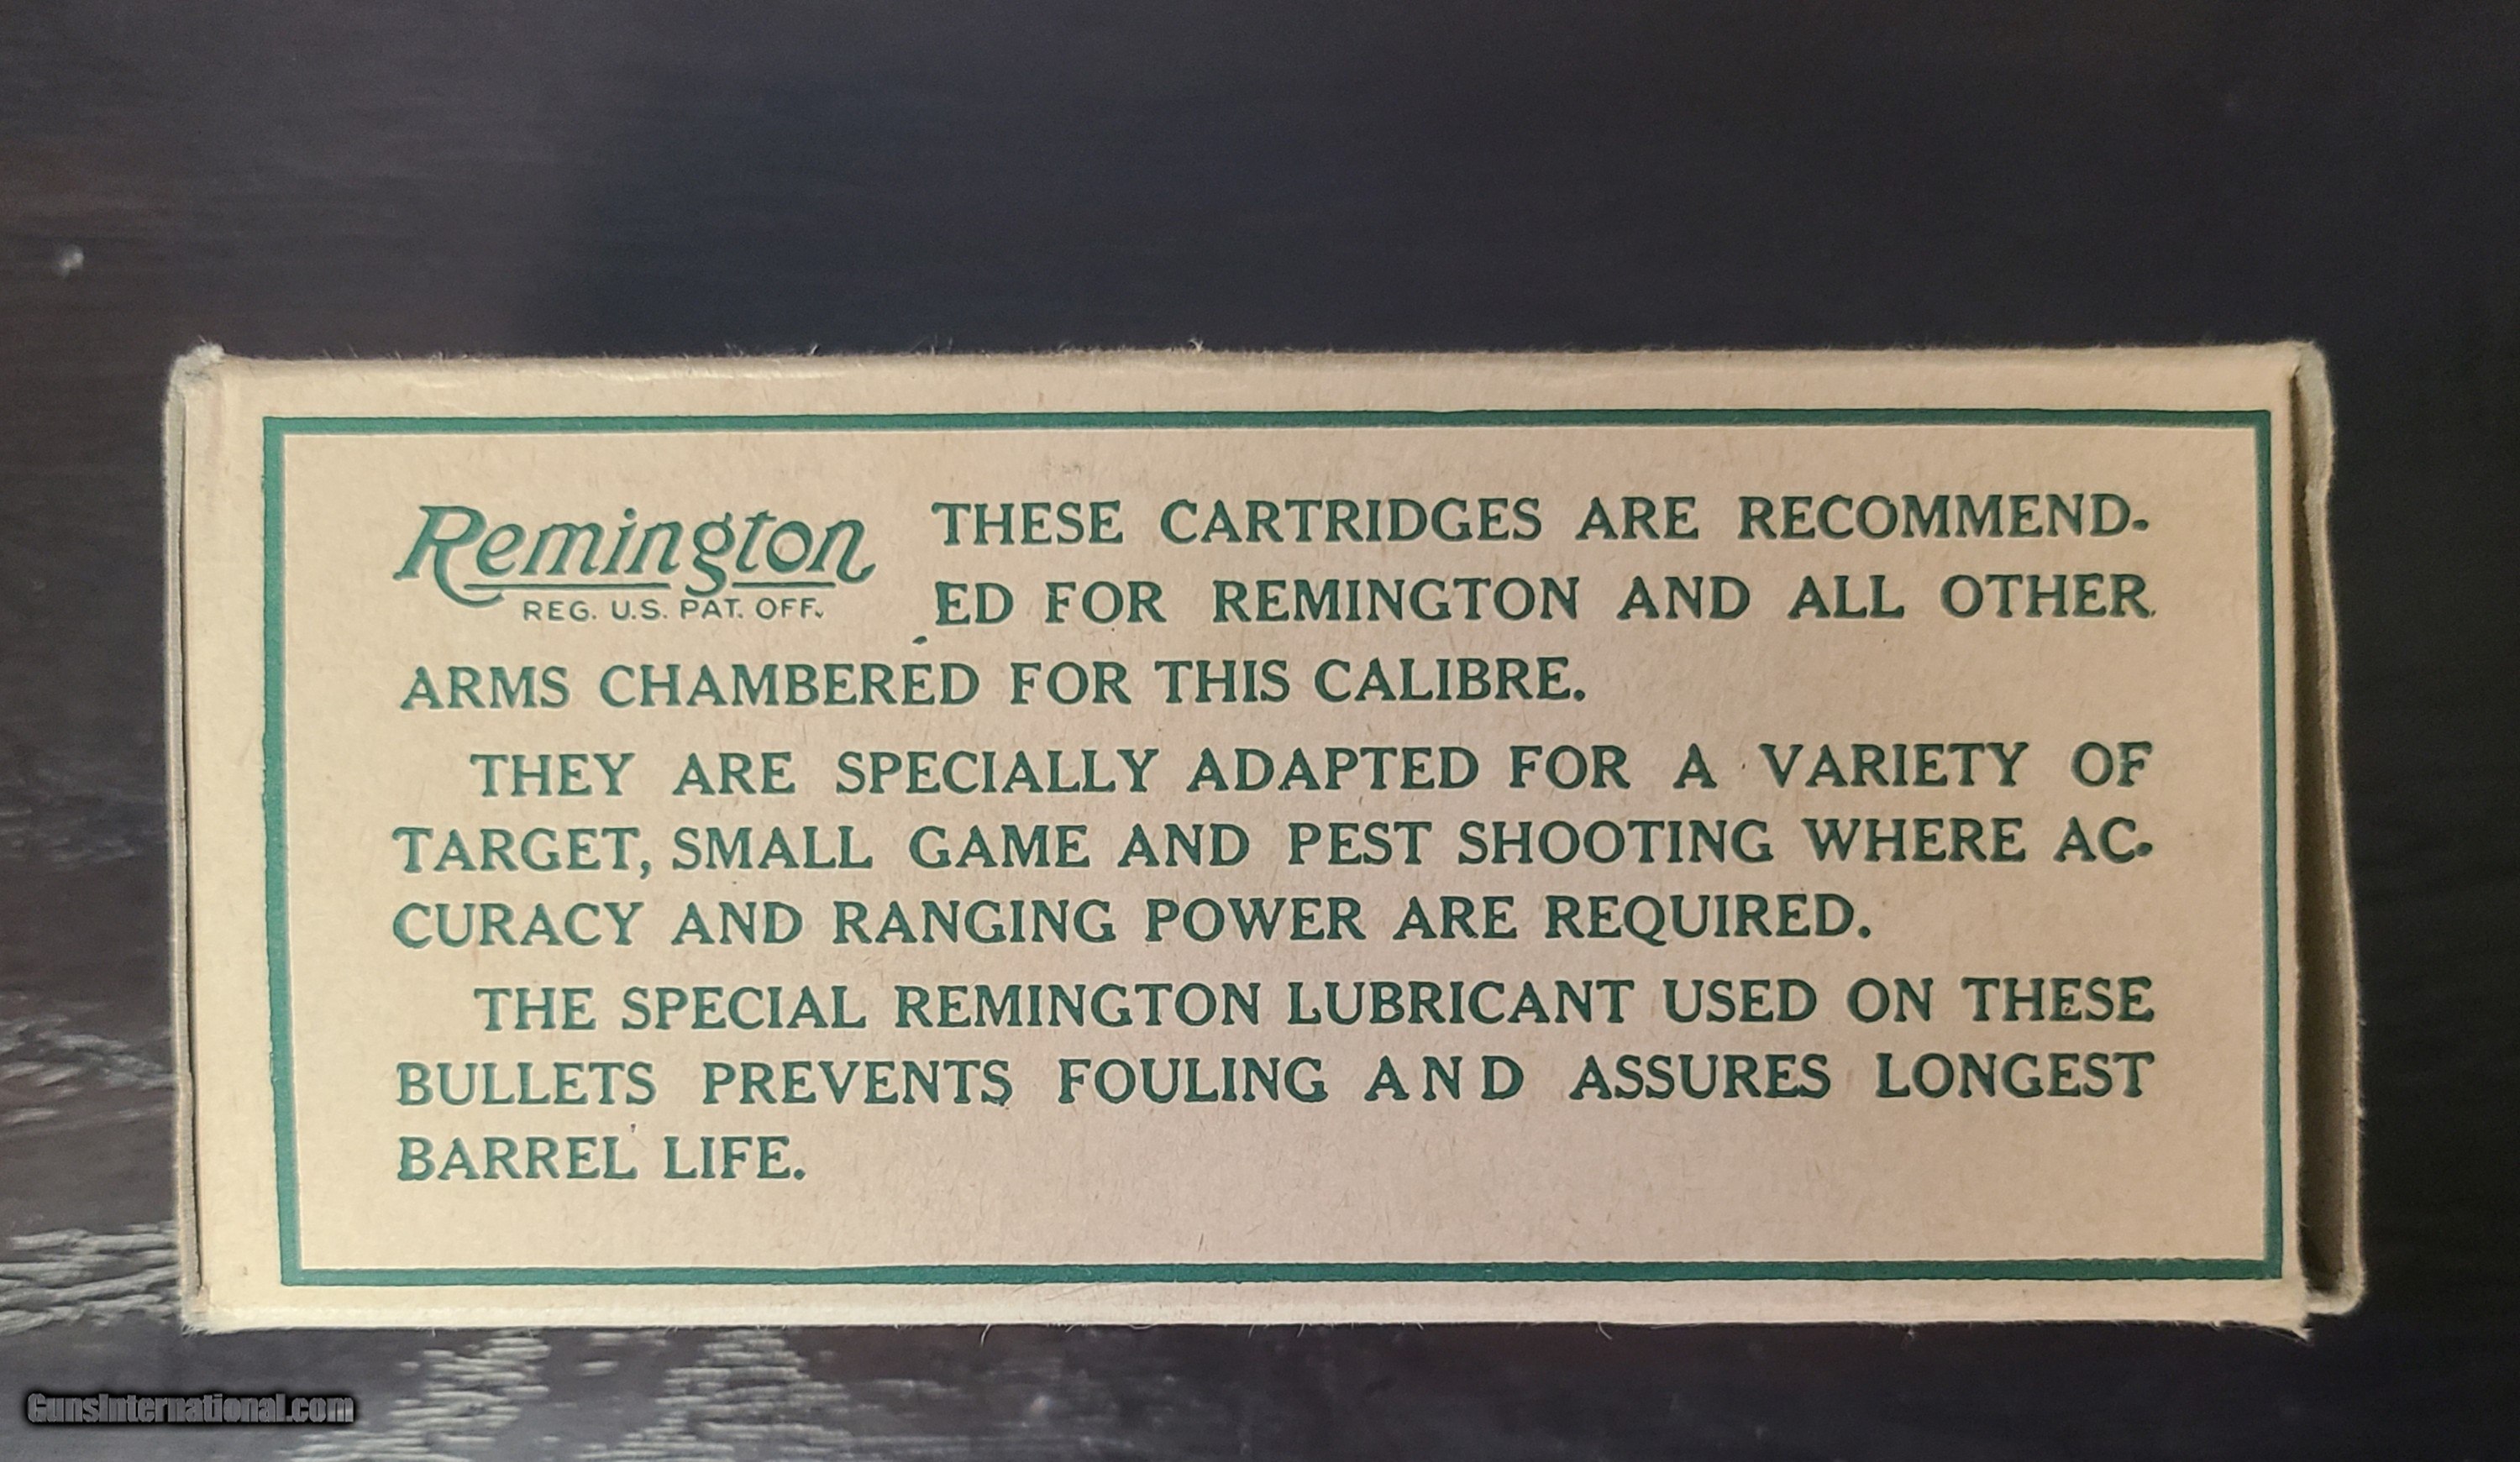 Remington THESE CARTRIDGES ARE RECOMMEND-
REG. U.S. PAT. OFF. ED FOR REMINGTON AND ALL OTHER
ARMS CHAMBERED FOR THIS CALIBRE.
THEY ARE SPECIALLY ADAPTED FOR A VARIETY OF
TARGET, SMALL GAME AND PEST SHOOTING WHERE AC-
CURACY AND RANGING POWER ARE REQUIRED.
THE SPECIAL REMINGTON LUBRICANT USED ON THESE
BULLETS PREVENTS FOULING AND ASSURES LONGEST
BARREL LIFE.
GunsInternational.com